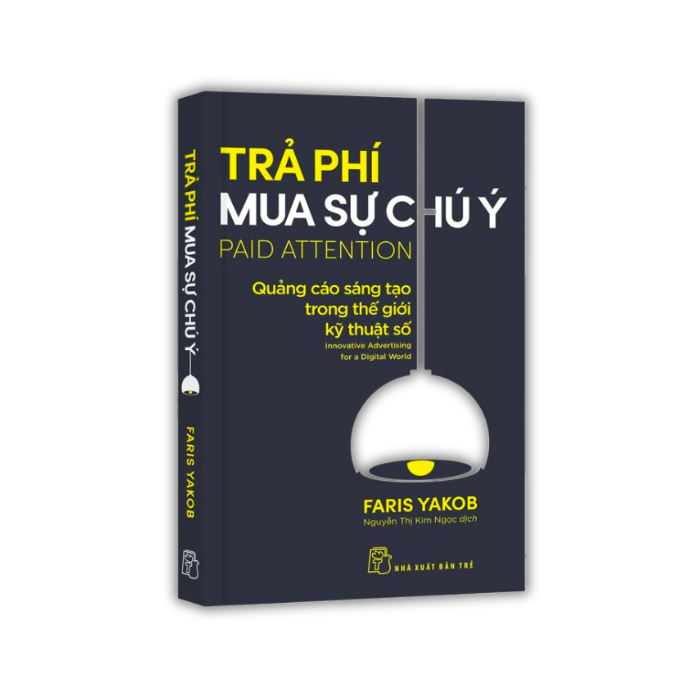 TRẢ PHÍ
MUA SỰ CHÚ Ý
PAID ATTENTION
Quảng cáo sáng tạo
trong thế giới
kỹ thuật số
Innovative Advertising
for a Digital World
FARIS YAKOB
Nguyễn Thị Kim Ngọc dịch
NHÀ XUẤT BẢN TRẺ
TRẢ PHÍ MUA SỰ CHÚ Ý
FARIS YAKOB